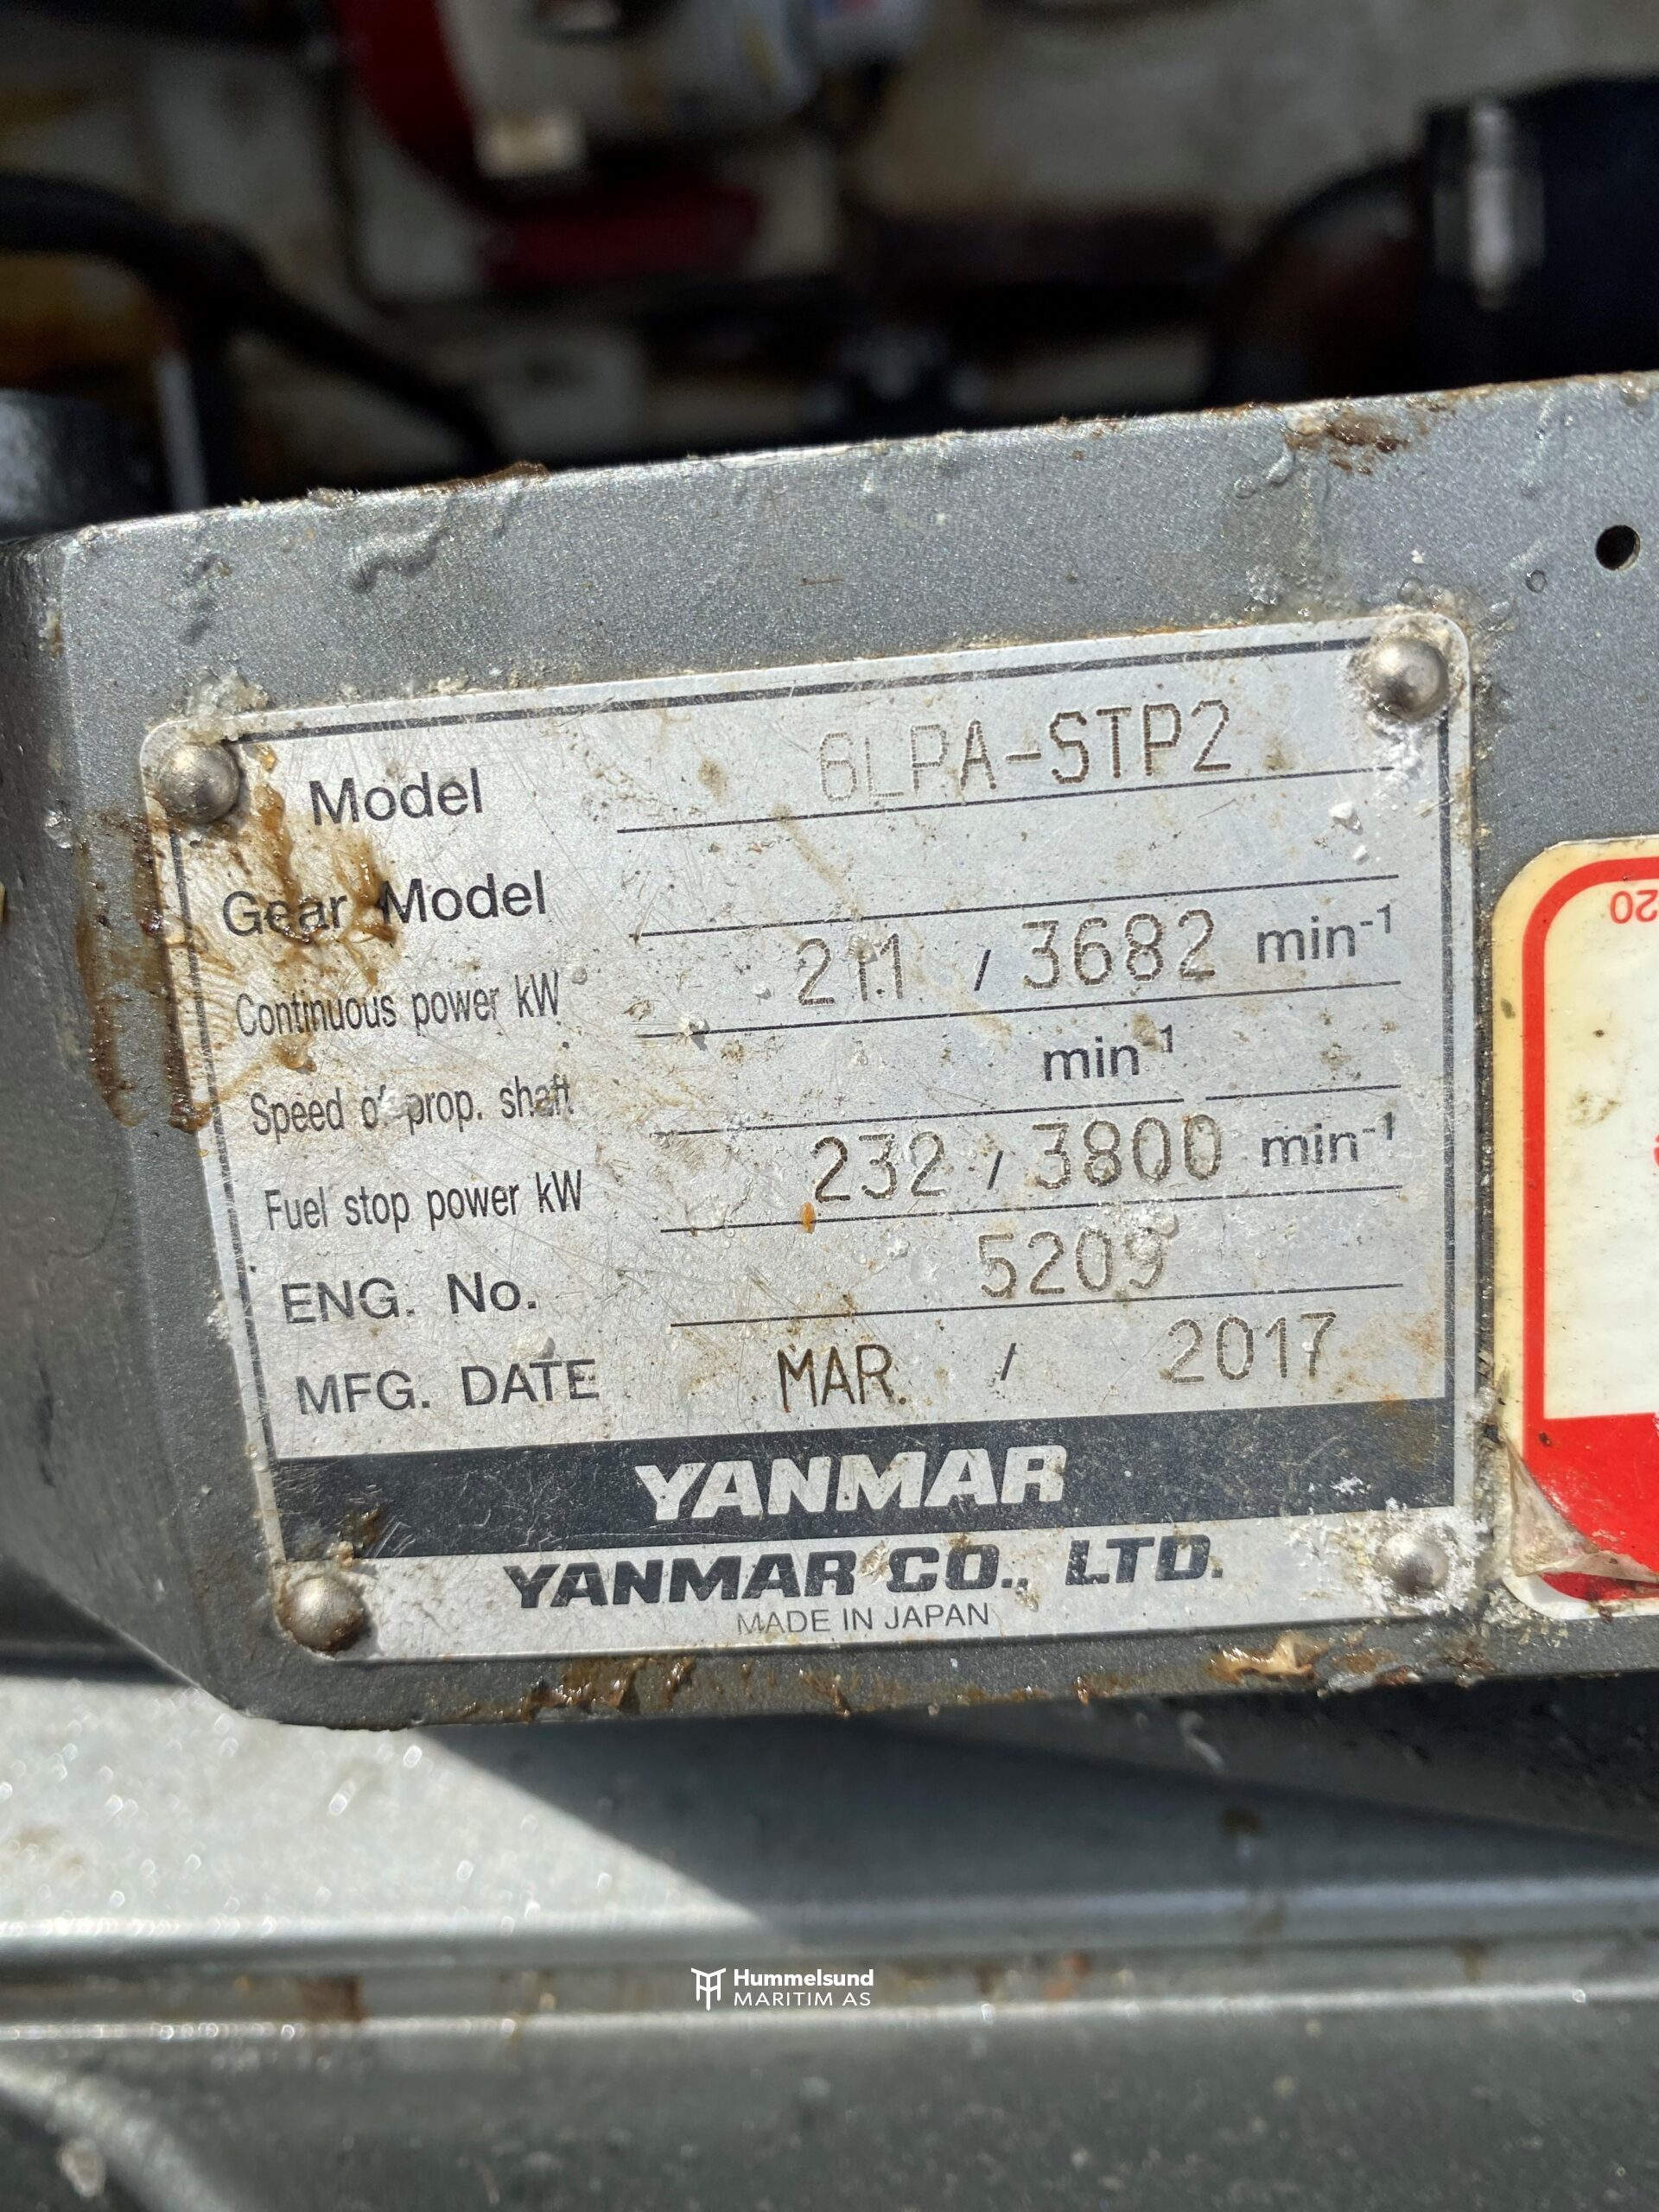 Model 6LPA-STP2
Gear Model
Continuous power kW 211 / 3682 min-1
Speed of prop. shaft min-1
Fuel stop power kW 232 / 3800 min-1
ENG. No. 5209
MFG. DATE MAR. / 2017
YANMAR
YANMAR CO., LTD.
MADE IN JAPAN
20
Hummelsund
MARITIM AS